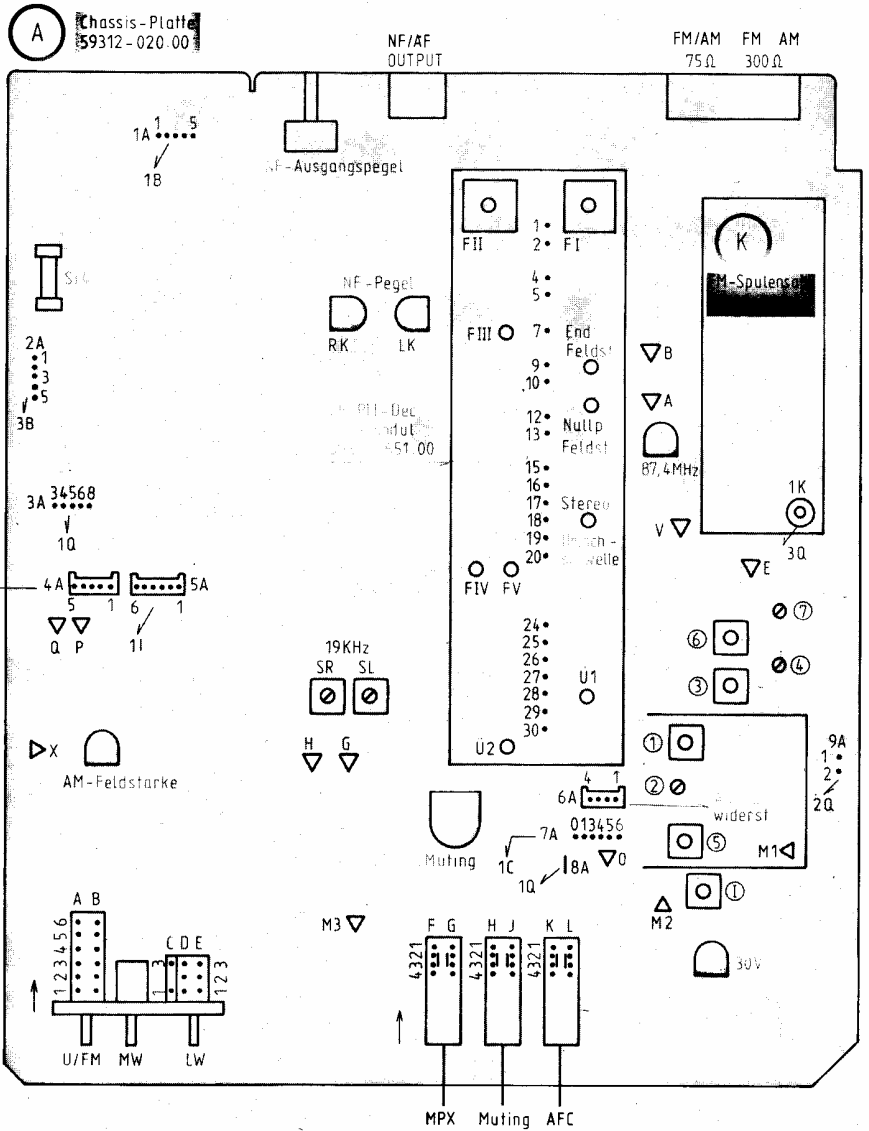 A
Chassis-Platte
59312-020.00
NF/AF
OUTPUT
FM/AM FM AM
75Ω 300Ω
1 5
1A
1B
-Ausgangspegel
FII
FI
1
2
4
5
7
9
10
12
13
15
16
17
18
19
20
24
25
26
27
28
29
30
K
NF-Pegel
RK LK
FIII
End
Feldst
B
A
Nullp
Feldst
87,4MHz
2A
1
3
5
3B
51.00
3A 34568
1Q
Stereo
V
1K
3Q
E
4A
5 1
6 1
5A
Q P
1I
FIV FV
19KHz
SR SL
U1
Ü2
⑥
⑦
③
④
①
②
⑤
9A
1
2
2Q
X
AM-Feldstärke
H G
4 1
6A
widerst
7A 013456
1C
1Q
8A
O
M1
Muting
M2
I
M3
30V
A B
1 2 3 4 5 6
C D E
1 3
1 2 3
U/FM MW LW
F G
4321
H J
4321
K L
4321
MPX Muting AFC